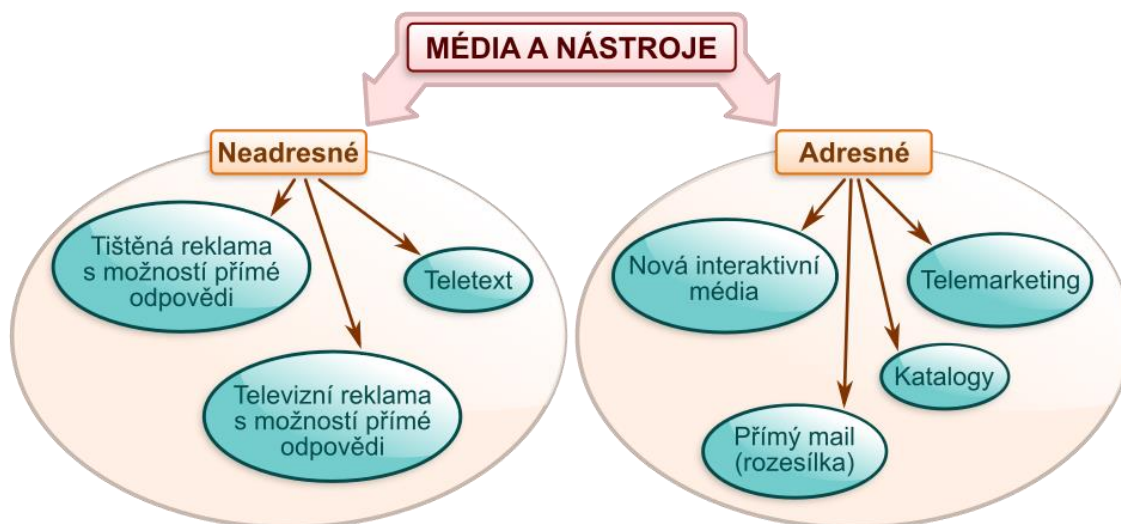 MÉDIA A NÁSTROJE
Neadresné
Tištěná reklama
s možností přímé
odpovědi
Teletext
Televizní reklama
s možností přímé
odpovědi
Adresné
Nová interaktivní
média
Telemarketing
Katalogy
Přímý mail
(rozesílka)